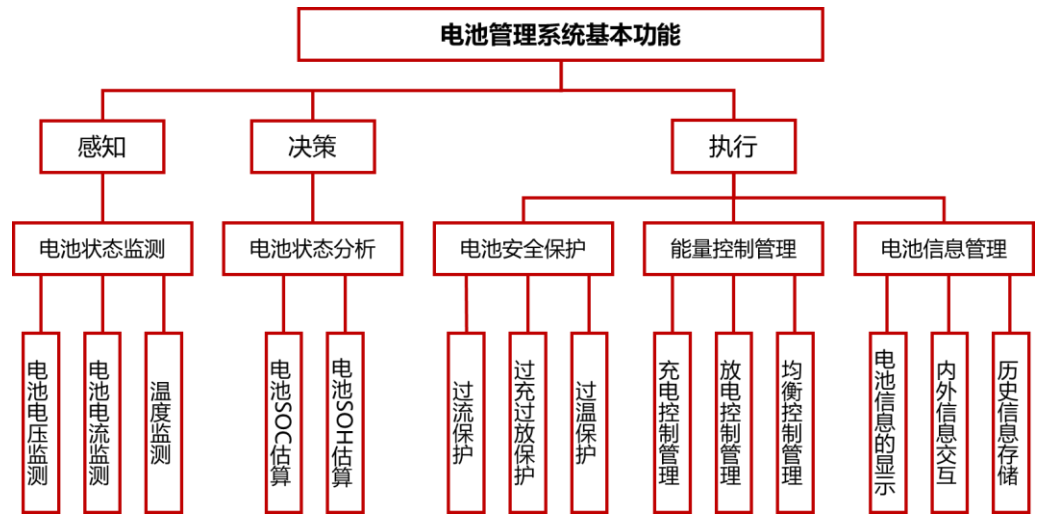 电池管理系统基本功能
感知
决策
执行
电池状态监测
电池状态分析
电池安全保护
能量控制管理
电池信息管理
电池电压监测
电池电流监测
温度监测
电池SOC估算
电池SOH估算
过流保护
过充过放保护
过温保护
充电控制管理
放电控制管理
均衡控制管理
电池信息的显示
内外信息交互
历史信息存储